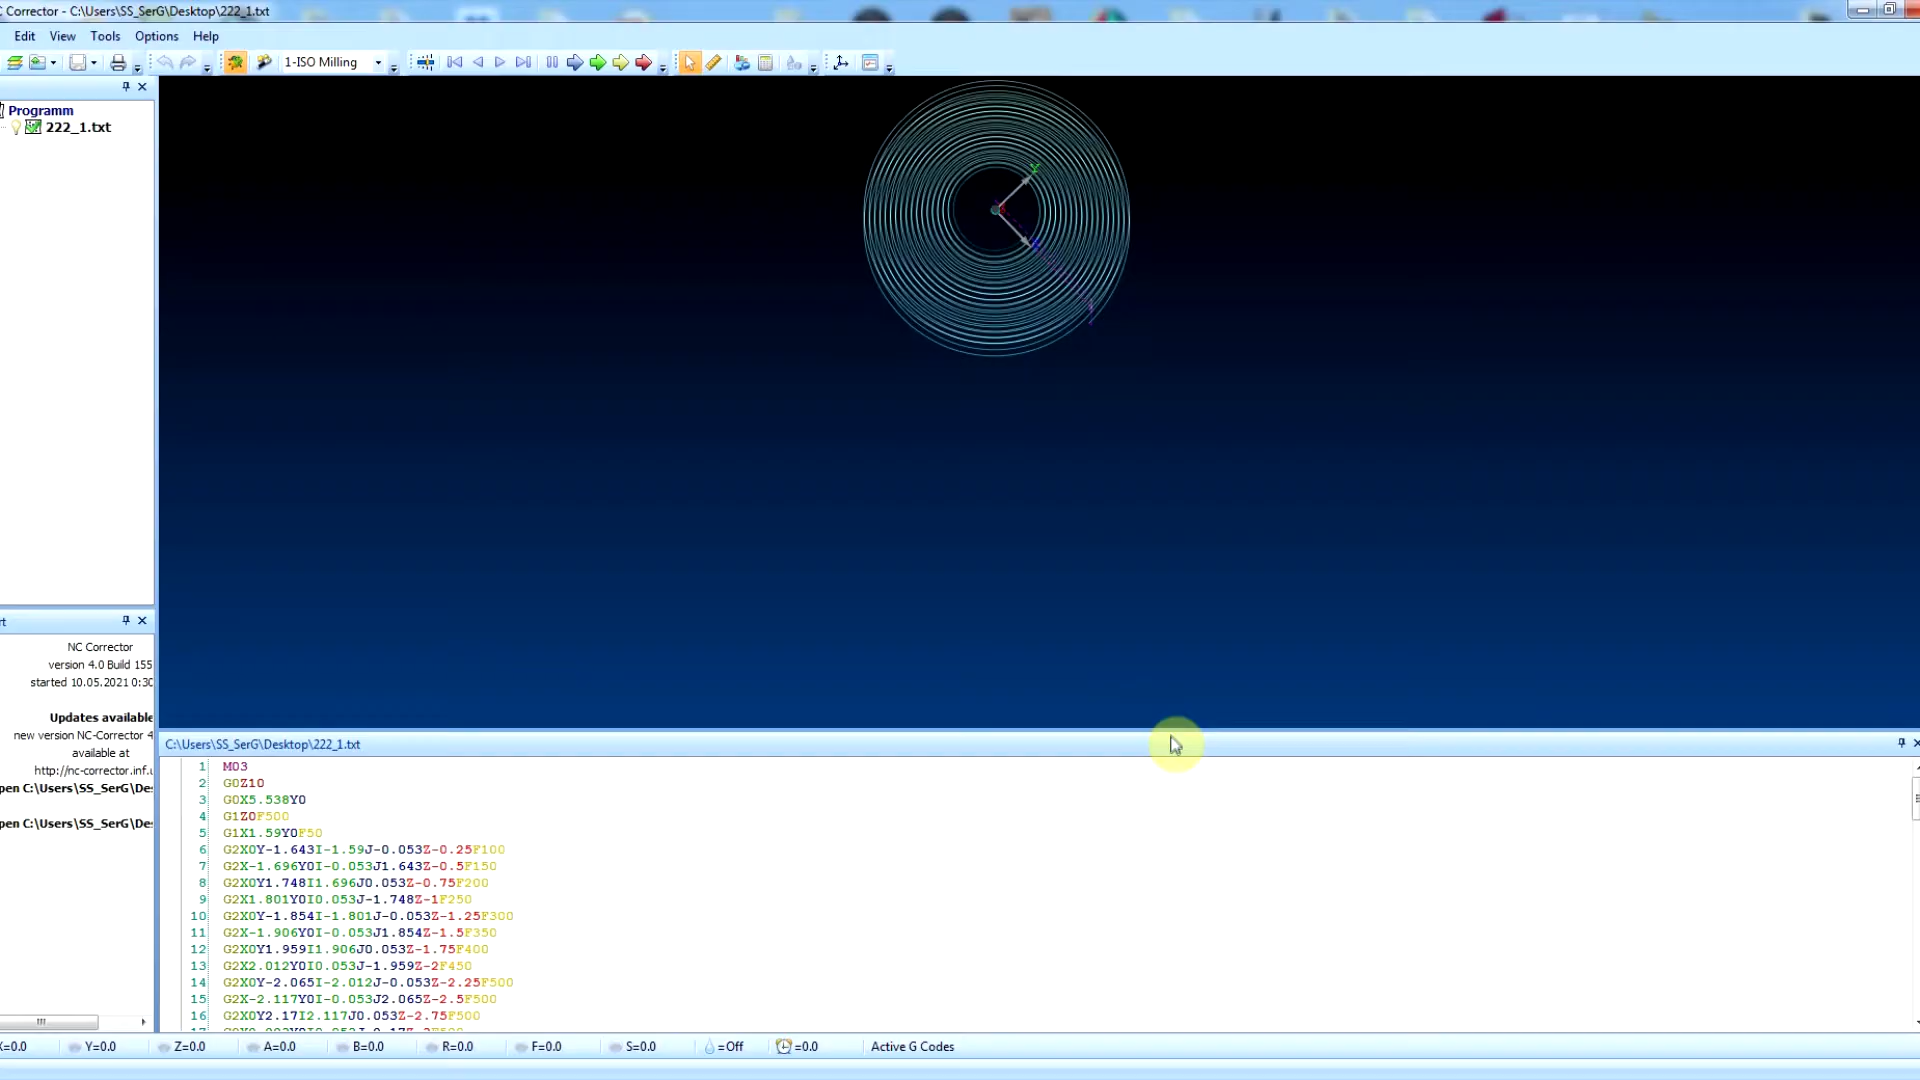 C Corrector - C:\Users\SS_SerG\Desktop\222_1.txt
Edit View Tools Options Help
1-ISO Milling
Programm
222_1.txt
Y
rt
NC Corrector
version 4.0 Build 155
started 10.05.2021 0:30
Updates available
new version NC-Corrector 4
available at
http://nc-corrector.inf.u
pen C:\Users\SS_SerG\De:
pen C:\Users\SS_SerG\De:
C:\Users\SS_SerG\Desktop\222_1.txt
1 M03
2 G0Z10
3 G0X5.538Y0
4 G1Z0F500
5 G1X1.59Y0F50
6 G2X0Y-1.643I-1.59J-0.053Z-0.25F100
7 G2X-1.696Y0I-0.053J1.643Z-0.5F150
8 G2X0Y1.748I1.696J0.053Z-0.75F200
9 G2X1.801Y0I0.053J-1.748Z-1F250
10 G2X0Y-1.854I-1.801J-0.053Z-1.25F300
11 G2X-1.906Y0I-0.053J1.854Z-1.5F350
12 G2X0Y1.959I1.906J0.053Z-1.75F400
13 G2X2.012Y0I0.053J-1.959Z-2F450
14 G2X0Y-2.065I-2.012J-0.053Z-2.25F500
15 G2X-2.117Y0I-0.053J2.065Z-2.5F500
16 G2X0Y2.17I2.117J0.053Z-2.75F500
X=0.0 Y=0.0 Z=0.0 A=0.0 B=0.0 R=0.0 F=0.0 S=0.0 =Off =0.0 Active G Codes